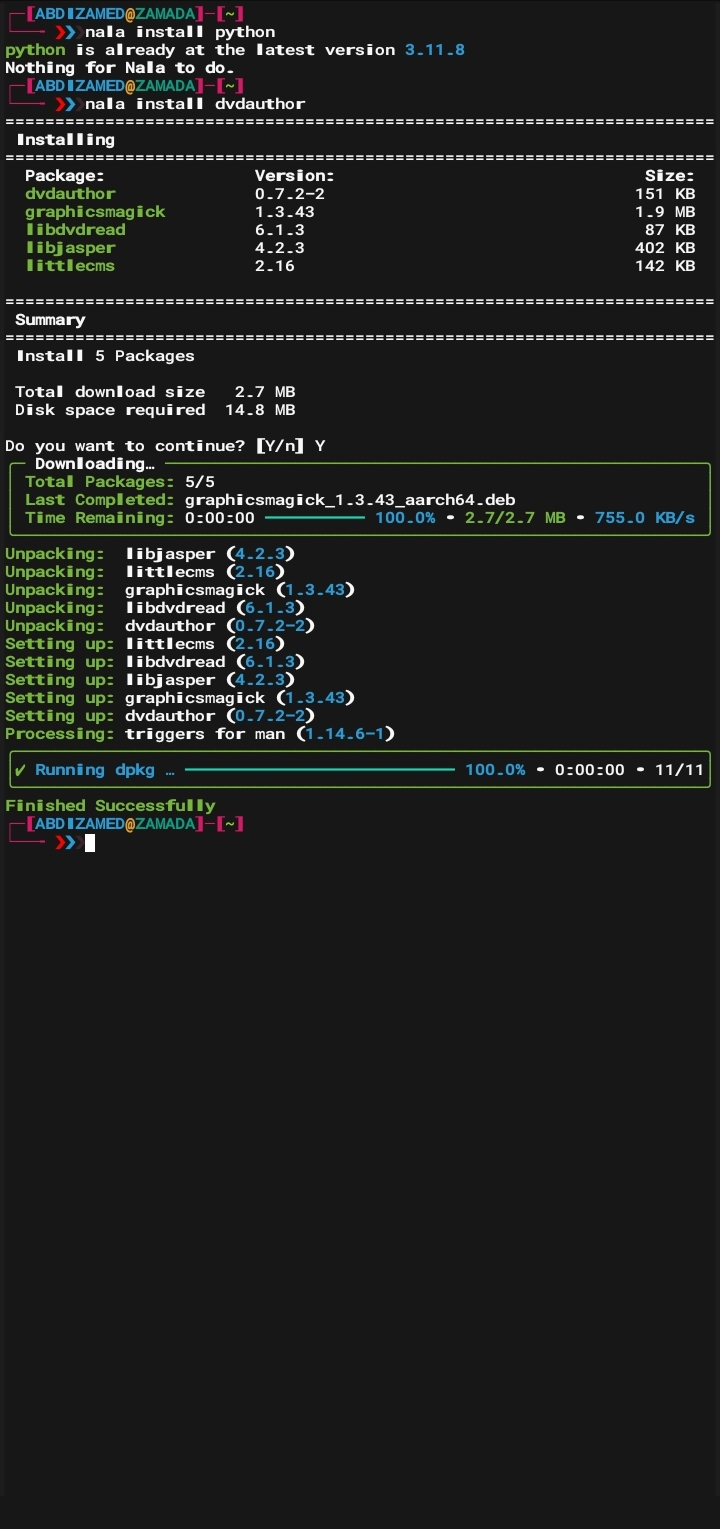 ┌─[ABDIZAMED@ZAMADA]─[~]
└──╼ ❯❯❯nala install python
python is already at the latest version 3.11.8
Nothing for Nala to do.
┌─[ABDIZAMED@ZAMADA]─[~]
└──╼ ❯❯❯nala install dvdauthor
=======================================================================
Installing
=======================================================================
Package: Version: Size:
dvdauthor 0.7.2-2 151 KB
graphicsmagick 1.3.43 1.9 MB
libdvdread 6.1.3 87 KB
libjasper 4.2.3 402 KB
littlecms 2.16 142 KB
=======================================================================
Summary
=======================================================================
Install 5 Packages
Total download size 2.7 MB
Disk space required 14.8 MB
Do you want to continue? [Y/n] Y
Downloading…
Total Packages: 5/5
Last Completed: graphicsmagick_1.3.43_aarch64.deb
Time Remaining: 0:00:00 ━━━━━━━━━━ 100.0% • 2.7/2.7 MB • 755.0 KB/s
Unpacking: libjasper (4.2.3)
Unpacking: littlecms (2.16)
Unpacking: graphicsmagick (1.3.43)
Unpacking: libdvdread (6.1.3)
Unpacking: dvdauthor (0.7.2-2)
Setting up: littlecms (2.16)
Setting up: libdvdread (6.1.3)
Setting up: libjasper (4.2.3)
Setting up: graphicsmagick (1.3.43)
Setting up: dvdauthor (0.7.2-2)
Processing: triggers for man (1.14.6-1)
✔ Running dpkg … ━━━━━━━━━━━━━━━━━━━━━━━━━━━ 100.0% • 0:00:00 • 11/11
Finished Successfully
┌─[ABDIZAMED@ZAMADA]─[~]
└──╼ ❯❯❯